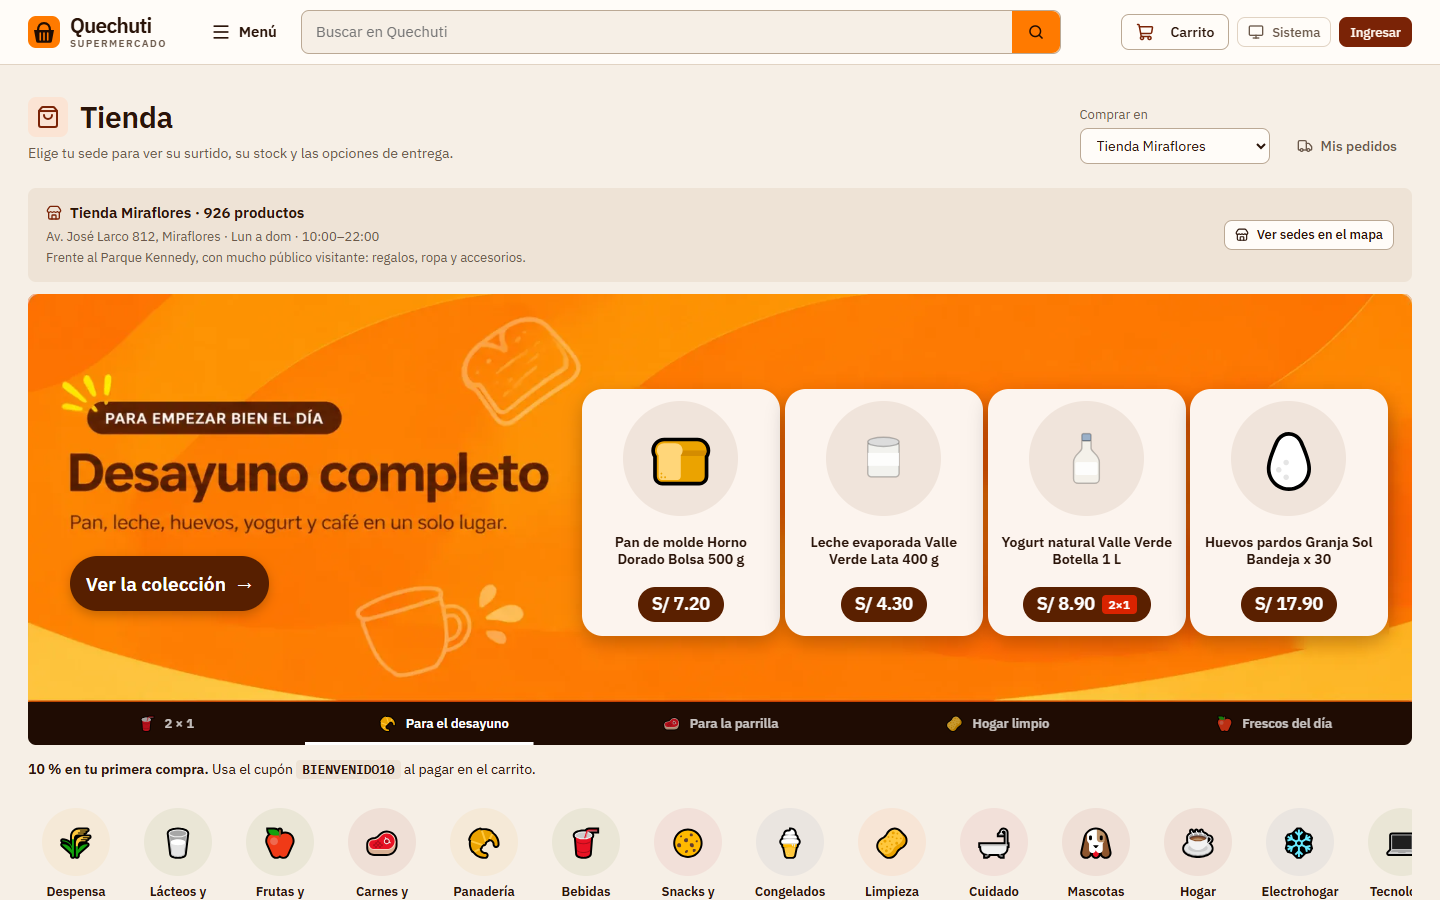 Quechuti
SUPERMERCADO
Menú
Buscar en Quechuti
Carrito
Sistema
Ingresar
Tienda
Elige tu sede para ver su surtido, su stock y las opciones de entrega.
Comprar en
Tienda Miraflores
Mis pedidos
Tienda Miraflores · 926 productos
Av. José Larco 812, Miraflores · Lun a dom · 10:00–22:00
Frente al Parque Kennedy, con mucho público visitante: regalos, ropa y accesorios.
Ver sedes en el mapa
PARA EMPEZAR BIEN EL DÍA
Desayuno completo
Pan, leche, huevos, yogurt y café en un solo lugar.
Ver la colección →
Pan de molde Horno
Dorado Bolsa 500 g
S/ 7.20
Leche evaporada Valle
Verde Lata 400 g
S/ 4.30
Yogurt natural Valle Verde
Botella 1 L
S/ 8.90 2×1
Huevos pardos Granja Sol
Bandeja x 30
S/ 17.90
2 × 1
Para el desayuno
Para la parrilla
Hogar limpio
Frescos del día
10 % en tu primera compra. Usa el cupón BIENVENIDO10 al pagar en el carrito.
Despensa
Lácteos y
Frutas y
Carnes y
Panadería
Bebidas
Snacks y
Congelados
Limpieza
Cuidado
Mascotas
Hogar
Electrohogar